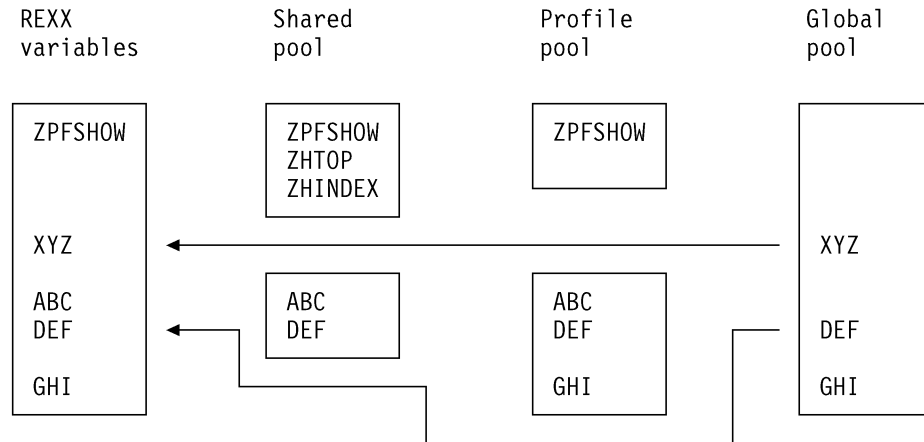 REXX variables
Shared pool
Profile pool
Global pool
ZPFSHOW
XYZ
ABC
DEF
GHI
ZPFSHOW
ZHTOP
ZHINDEX
ABC
DEF
ZPFSHOW
ABC
DEF
GHI
XYZ
DEF
GHI